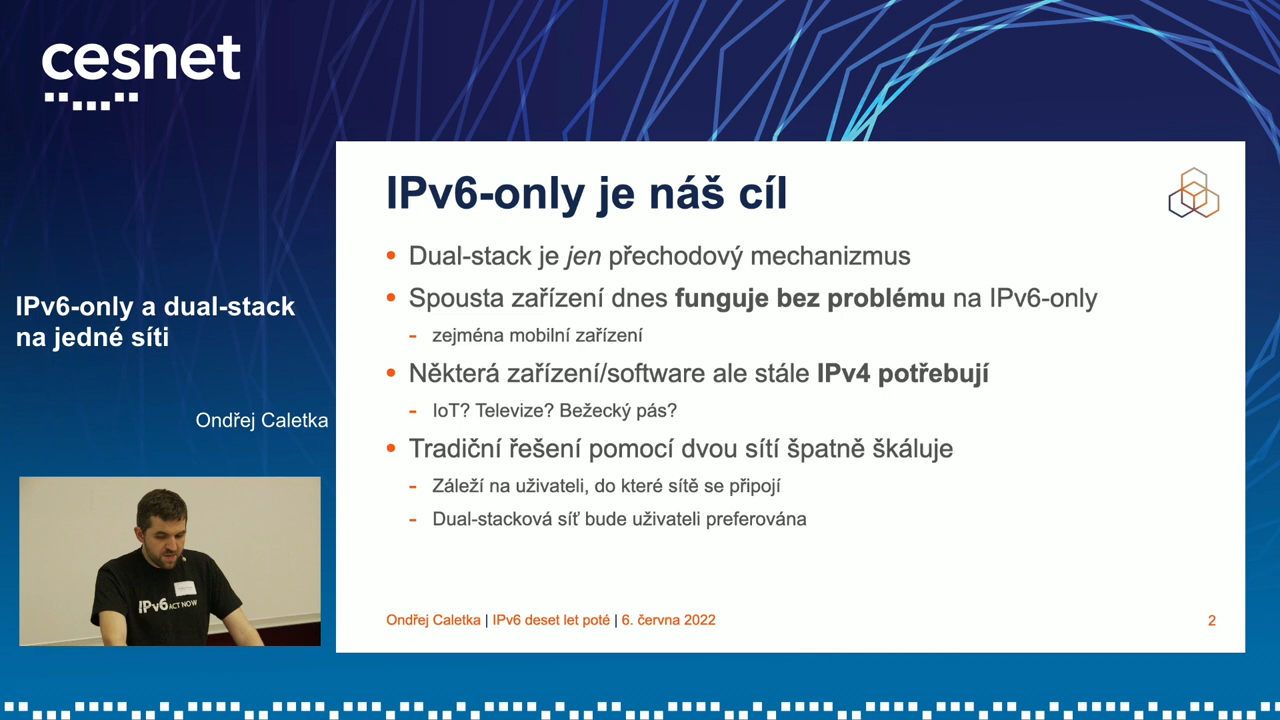 cesnet
IPv6-only a dual-stack
na jedné síti
Ondřej Caletka
IPv6 ACT NOW
IPv6-only je náš cíl
• Dual-stack je jen přechodový mechanizmus
• Spousta zařízení dnes funguje bez problému na IPv6-only
- zejména mobilní zařízení
• Některá zařízení/software ale stále IPv4 potřebují
- IoT? Televize? Bežecký pás?
• Tradiční řešení pomocí dvou sítí špatně škáluje
- Záleží na uživateli, do které sítě se připojí
- Dual-stacková síť bude uživateli preferována
Ondřej Caletka | IPv6 deset let poté | 6. června 2022
2